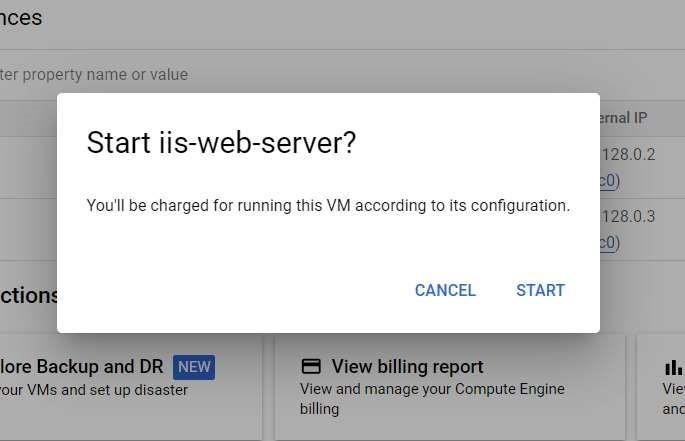 nces
ter property name or value
ernal IP
Start iis-web-server?
128.0.2
c0)
You'll be charged for running this VM according to its configuration.
128.0.3
c0)
CANCEL START
ctions
lore Backup and DR NEW
your VMs and set up disaster
View billing report
View and manage your Compute Engine
billing
Vie
and